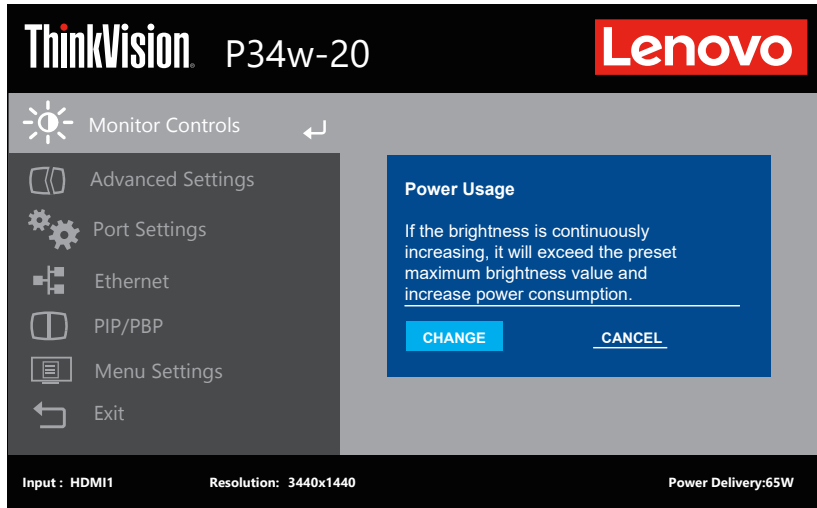 ThinkVision. P34w-20
Lenovo
Monitor Controls
Advanced Settings
Port Settings
Ethernet
PIP/PBP
Menu Settings
Exit
Power Usage
If the brightness is continuously
increasing, it will exceed the preset
maximum brightness value and
increase power consumption.
CHANGE CANCEL
Input : HDMI1 Resolution: 3440x1440 Power Delivery:65W